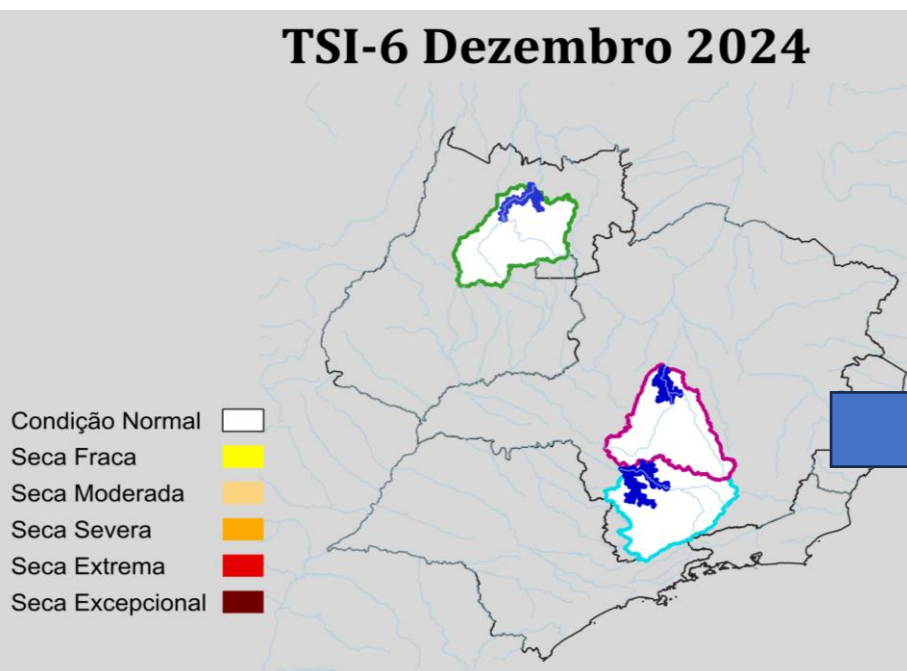 TSI-6 Dezembro 2024
Condição Normal
Seca Fraca
Seca Moderada
Seca Severa
Seca Extrema
Seca Excepcional